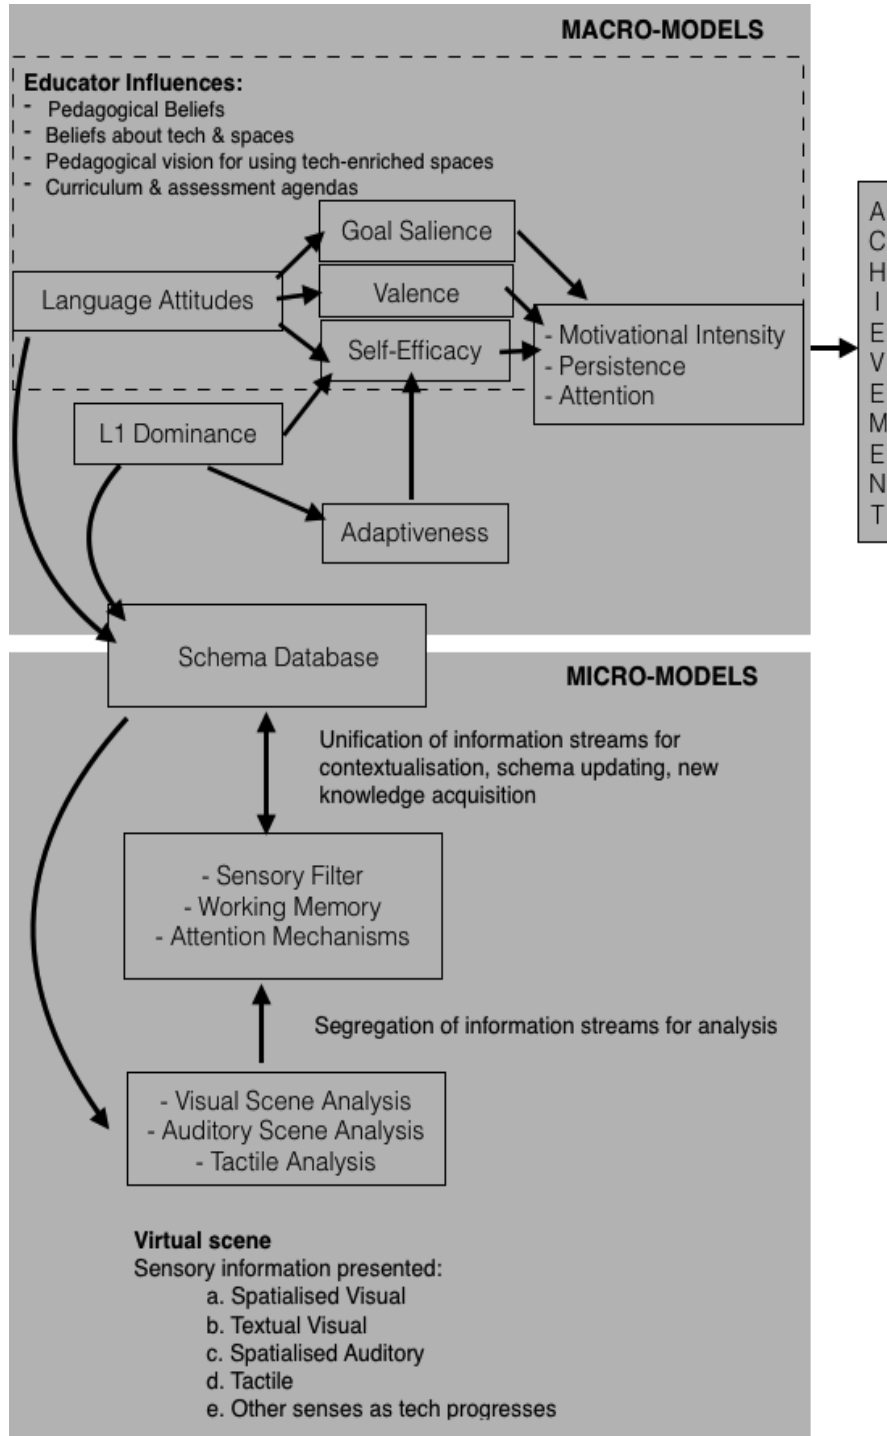 MACRO-MODELS
Educator Influences:
- Pedagogical Beliefs
- Beliefs about tech & spaces
- Pedagogical vision for using tech-enriched spaces
- Curriculum & assessment agendas
Goal Salience
Language Attitudes
Valence
Self-Efficacy
- Motivational Intensity
- Persistence
- Attention
ACHIEVEMENT
L1 Dominance
Adaptiveness
Schema Database
MICRO-MODELS
Unification of information streams for
contextualisation, schema updating, new
knowledge acquisition
- Sensory Filter
- Working Memory
- Attention Mechanisms
Segregation of information streams for analysis
- Visual Scene Analysis
- Auditory Scene Analysis
- Tactile Analysis
Virtual scene
Sensory information presented:
a. Spatialised Visual
b. Textual Visual
c. Spatialised Auditory
d. Tactile
e. Other senses as tech progresses